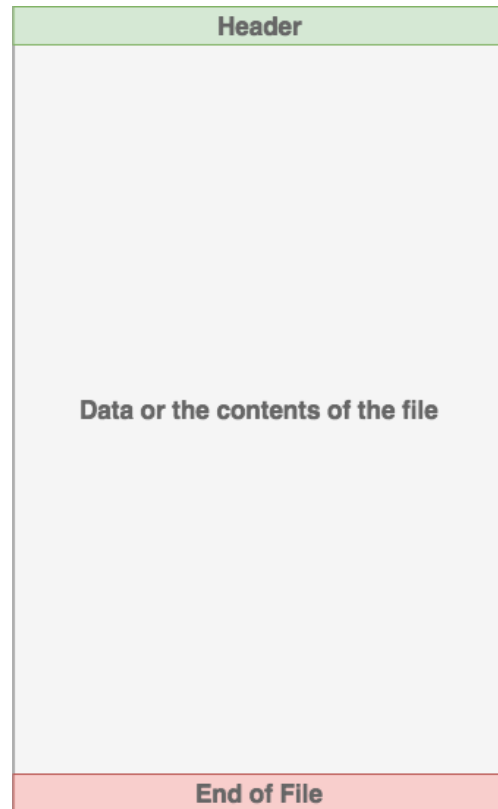 Header
Data or the contents of the file
End of File